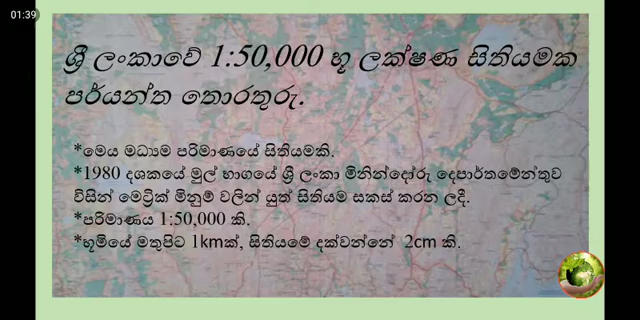 01:39
ශ්‍රී ලංකාවේ 1:50,000 භූ ලක්ෂණ සිතියමක
පර්යන්ත තොරතුරු.
*මෙය මධ්‍යම පරිමාණයේ සිතියමකි.
*1980 දශකයේ මුල් භාගයේ ශ්‍රී ලංකා මිනින්දෝරු දෙපාර්තමේන්තුව
විසින් මෙට්‍රික් මිනුම් වලින් යුත් සිතියම සකස් කරන ලදී.
*පරිමාණය 1:50,000 කි.
*භූමියේ මතුපිට 1kmක්, සිතියමේ දක්වන්නේ 2cm කි.